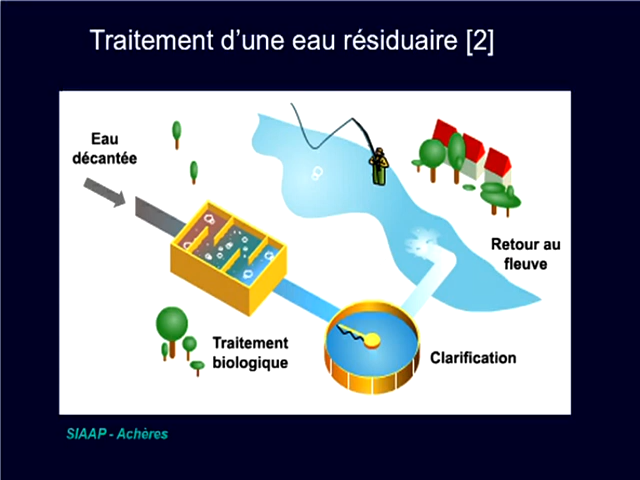 Traitement d’une eau résiduaire [2]
Eau
décantée
Retour au
fleuve
Traitement
biologique
Clarification
SIAAP - Achères